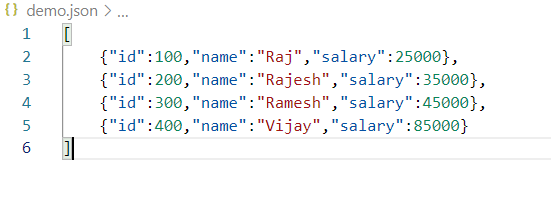 {} demo.json > ...
1 [
2 {"id":100,"name":"Raj","salary":25000},
3 {"id":200,"name":"Rajesh","salary":35000},
4 {"id":300,"name":"Ramesh","salary":45000},
5 {"id":400,"name":"Vijay","salary":85000}
6 ]